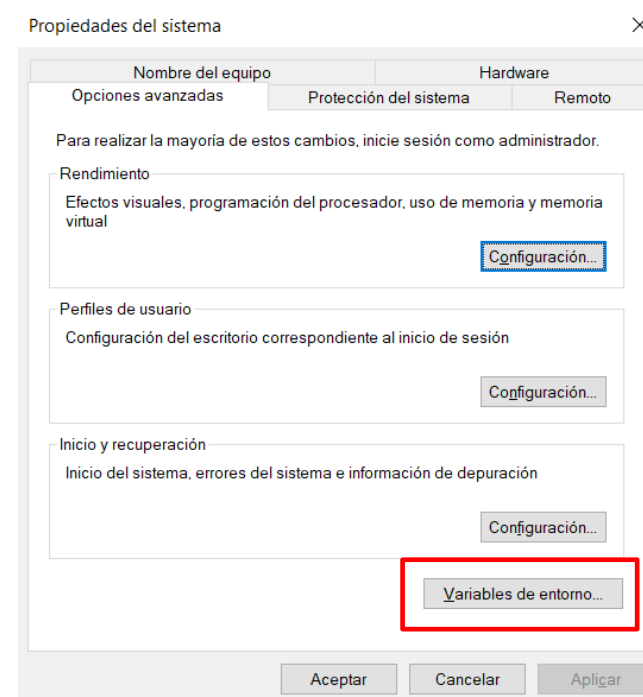 Propiedades del sistema
Nombre del equipo
Hardware
Opciones avanzadas
Protección del sistema
Remoto
Para realizar la mayoría de estos cambios, inicie sesión como administrador.
Rendimiento
Efectos visuales, programación del procesador, uso de memoria y memoria
virtual
Configuración...
Perfiles de usuario
Configuración del escritorio correspondiente al inicio de sesión
Configuración...
Inicio y recuperación
Inicio del sistema, errores del sistema e información de depuración
Configuración...
Variables de entorno...
Aceptar
Cancelar
Aplicar